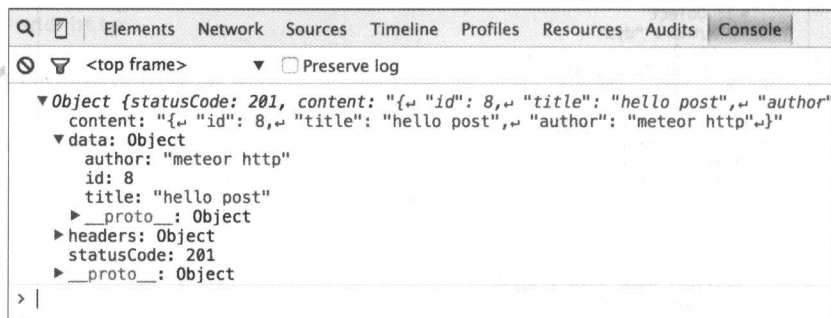 Elements Network Sources Timeline Profiles Resources Audits Console
<top frame> ▼ Preserve log
▼Object {statusCode: 201, content: "{↵ "id": 8,↵ "title": "hello post",↵ "author"
content: "{↵ "id": 8,↵ "title": "hello post",↵ "author": "meteor http"↵}"
▼data: Object
author: "meteor http"
id: 8
title: "hello post"
▶__proto__: Object
▶headers: Object
statusCode: 201
▶__proto__: Object
>